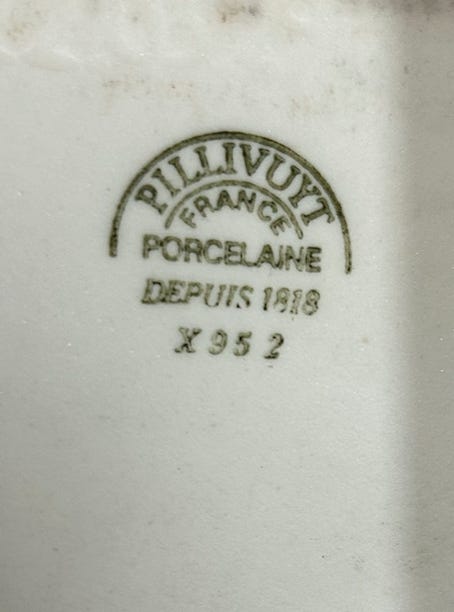 PILLIVUYT
FRANCE
PORCELAINE
DEPUIS 1818
X 95 2